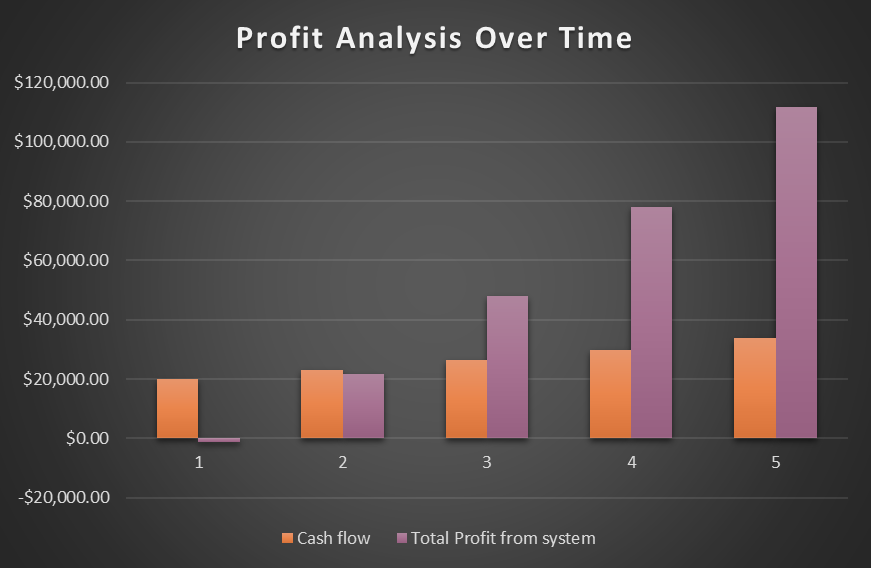 Profit Analysis Over Time
$120,000.00
$100,000.00
$80,000.00
$60,000.00
$40,000.00
$20,000.00
$0.00
1 2 3 4 5
-$20,000.00
Cash flow Total Profit from system